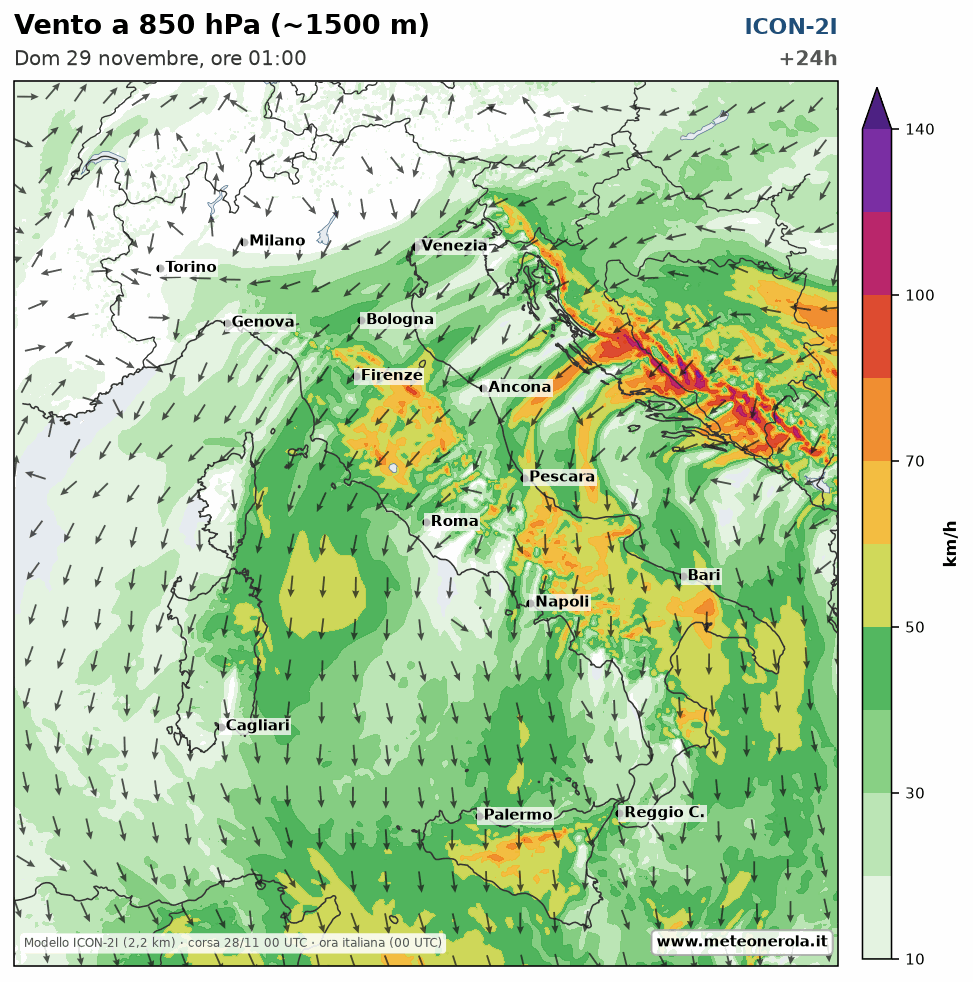 Vento a 850 hPa (~1500 m)
ICON-2I
Dom 29 novembre, ore 01:00
+24h
140
100
70
50
30
10
km/h
Milano
Torino
Venezia
Genova
Bologna
Firenze
Ancona
Pescara
Roma
Bari
Napoli
Cagliari
Palermo
Reggio C.
Modello ICON-2I (2,2 km) · corsa 28/11 00 UTC · ora italiana (00 UTC)
www.meteonerola.it